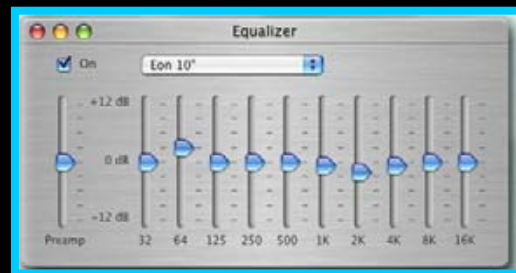 Equalizer
On
Eon 10"
+12 dB
0 dB
-12 dB
Preamp 32 64 125 250 500 1K 2K 4K 8K 16K